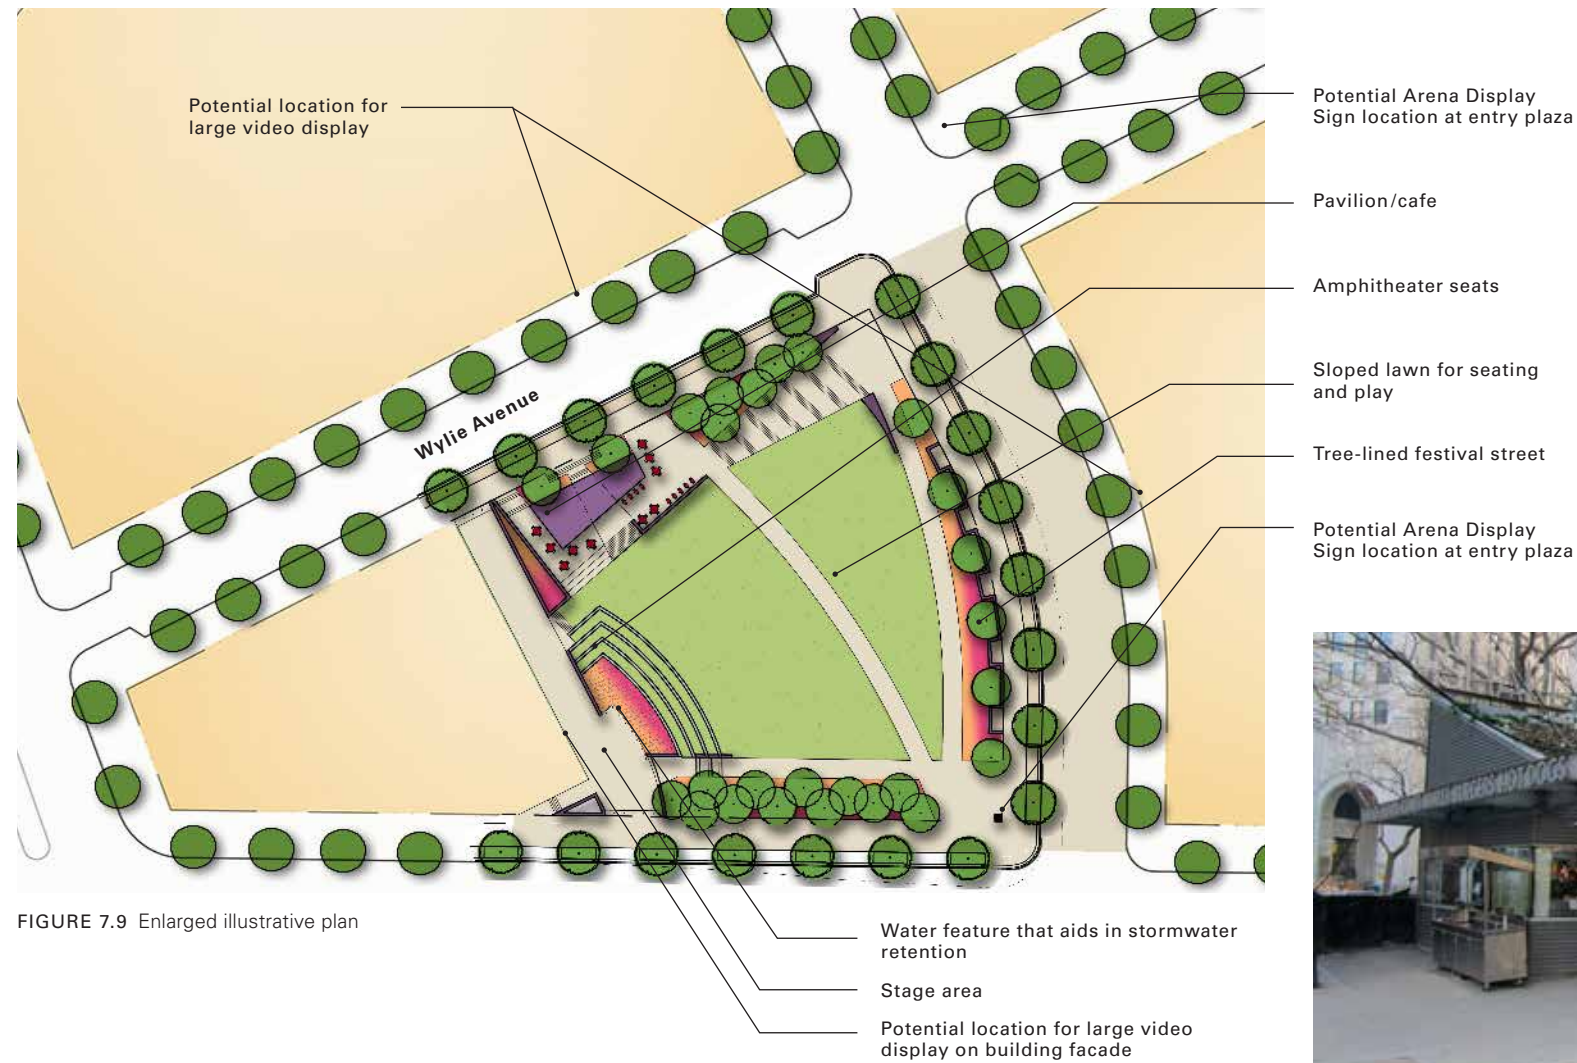 Potential location for
large video display
Potential Arena Display
Sign location at entry plaza
Pavilion/cafe
Amphitheater seats
Sloped lawn for seating
and play
Wylie Avenue
Tree-lined festival street
Potential Arena Display
Sign location at entry plaza
FIGURE 7.9 Enlarged illustrative plan
Water feature that aids in stormwater
retention
Stage area
Potential location for large video
display on building facade